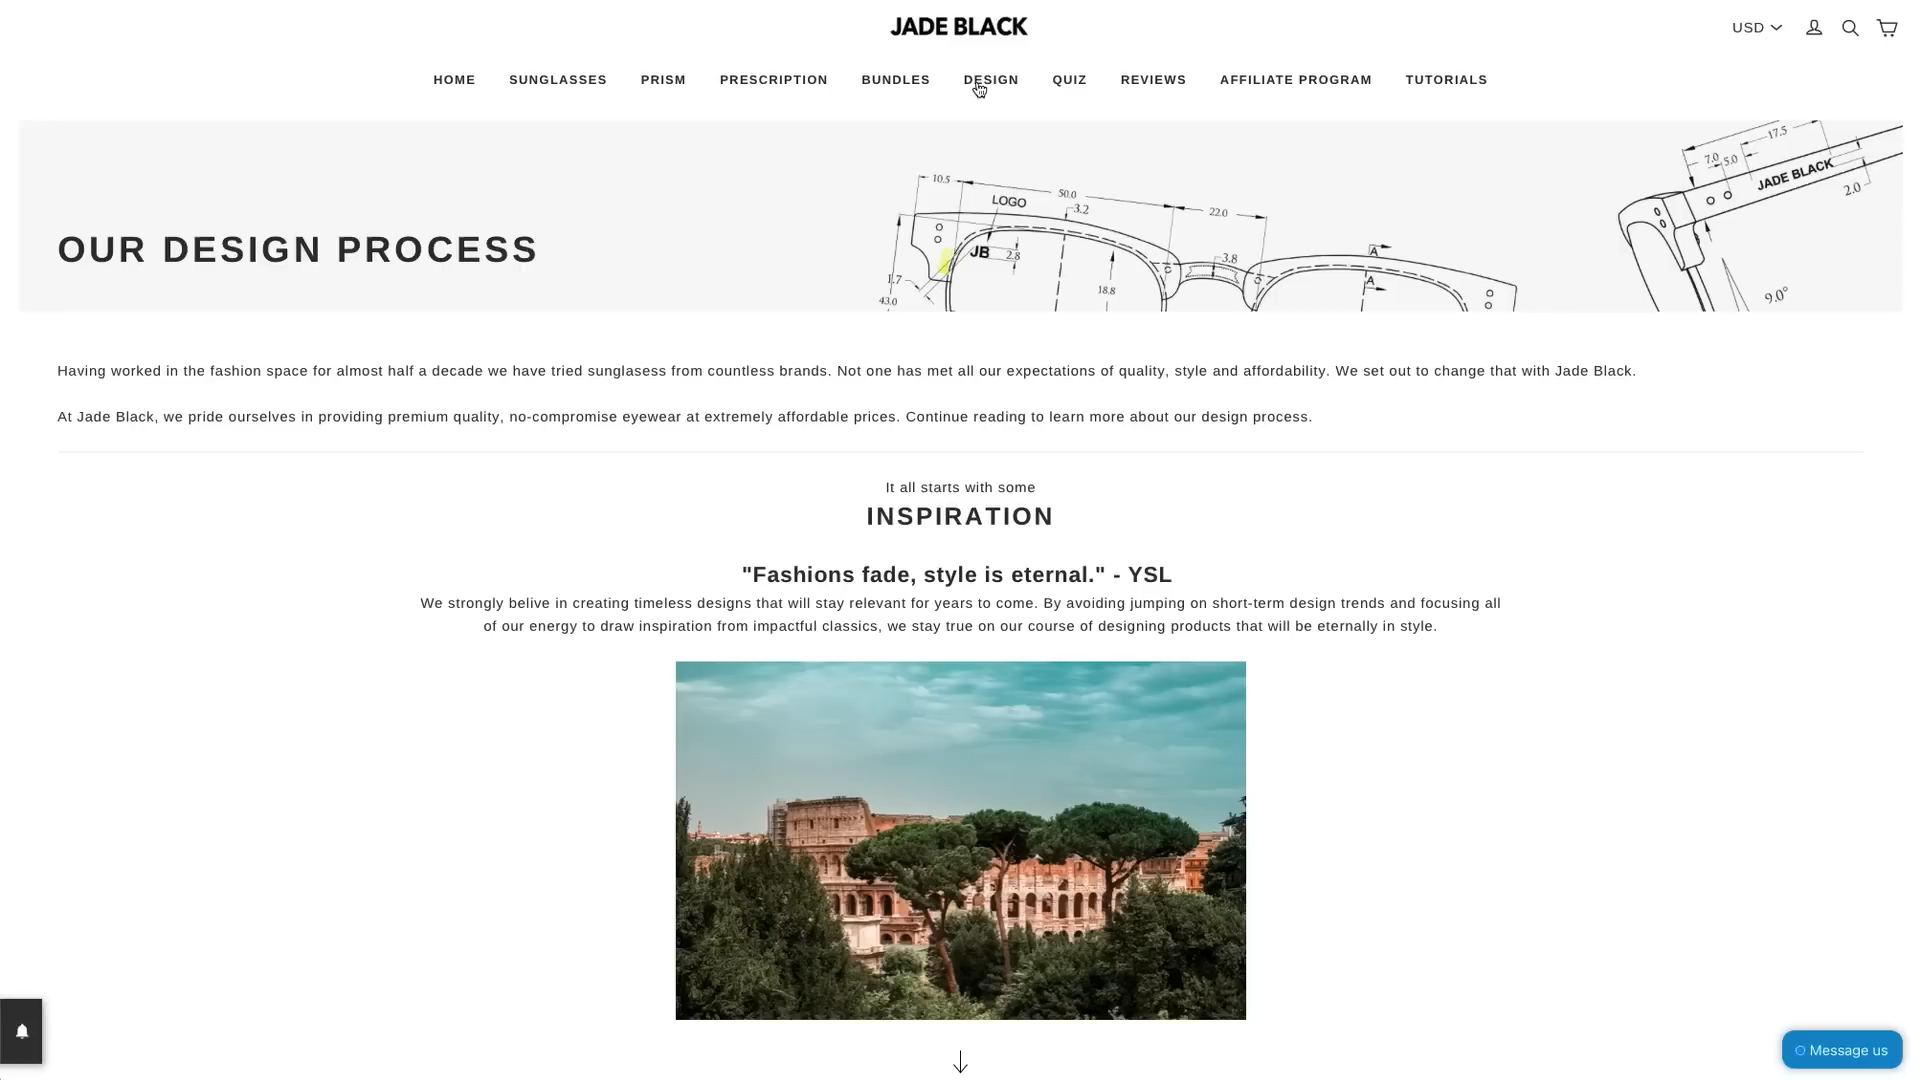 JADE BLACK
USD
HOME SUNGLASSES PRISM PRESCRIPTION BUNDLES DESIGN QUIZ REVIEWS AFFILIATE PROGRAM TUTORIALS
OUR DESIGN PROCESS
10.5
50.0
LOGO
3.2
22.0
JB
2.8
1.7
43.0
18.8
3.8
A
A
17.5
7.0
5.0
JADE BLACK
2.0
9.0°
Having worked in the fashion space for almost half a decade we have tried sunglasess from countless brands. Not one has met all our expectations of quality, style and affordability. We set out to change that with Jade Black.
At Jade Black, we pride ourselves in providing premium quality, no-compromise eyewear at extremely affordable prices. Continue reading to learn more about our design process.
It all starts with some
INSPIRATION
"Fashions fade, style is eternal." - YSL
We strongly belive in creating timeless designs that will stay relevant for years to come. By avoiding jumping on short-term design trends and focusing all
of our energy to draw inspiration from impactful classics, we stay true on our course of designing products that will be eternally in style.
Message us